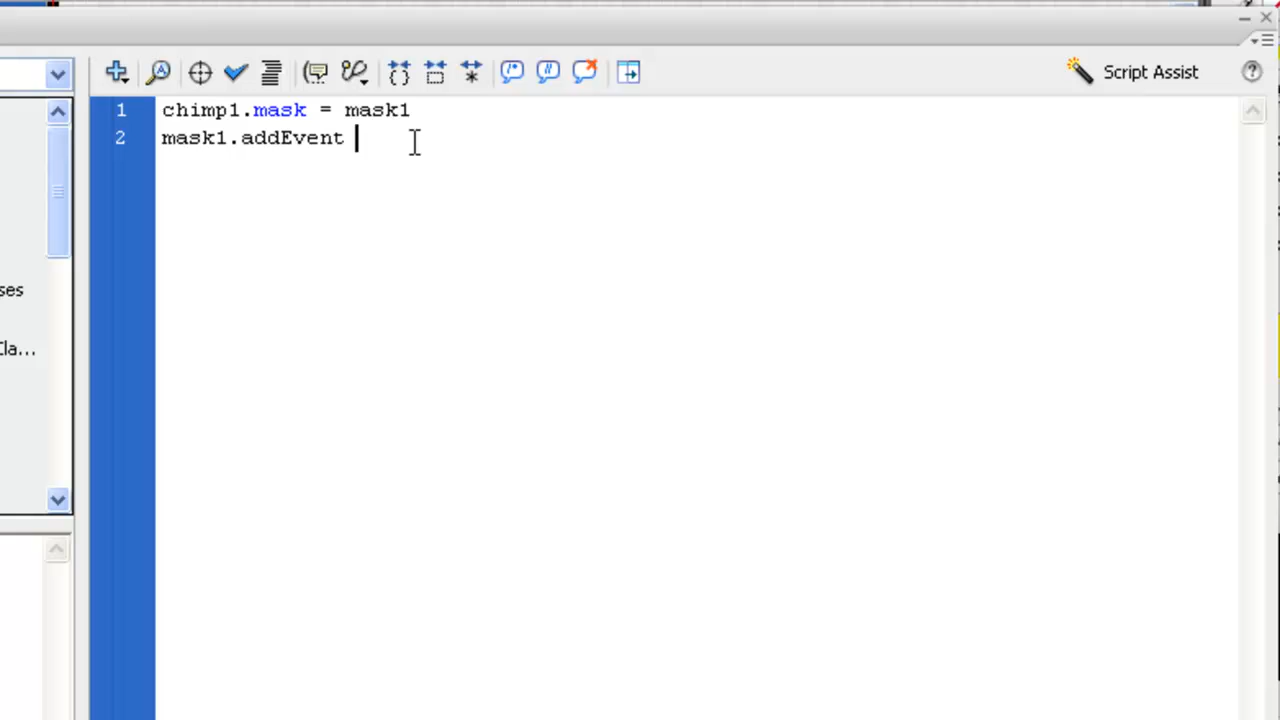 Script Assist
1 chimp1.mask = mask1
2 mask1.addEvent
ses
Cla...